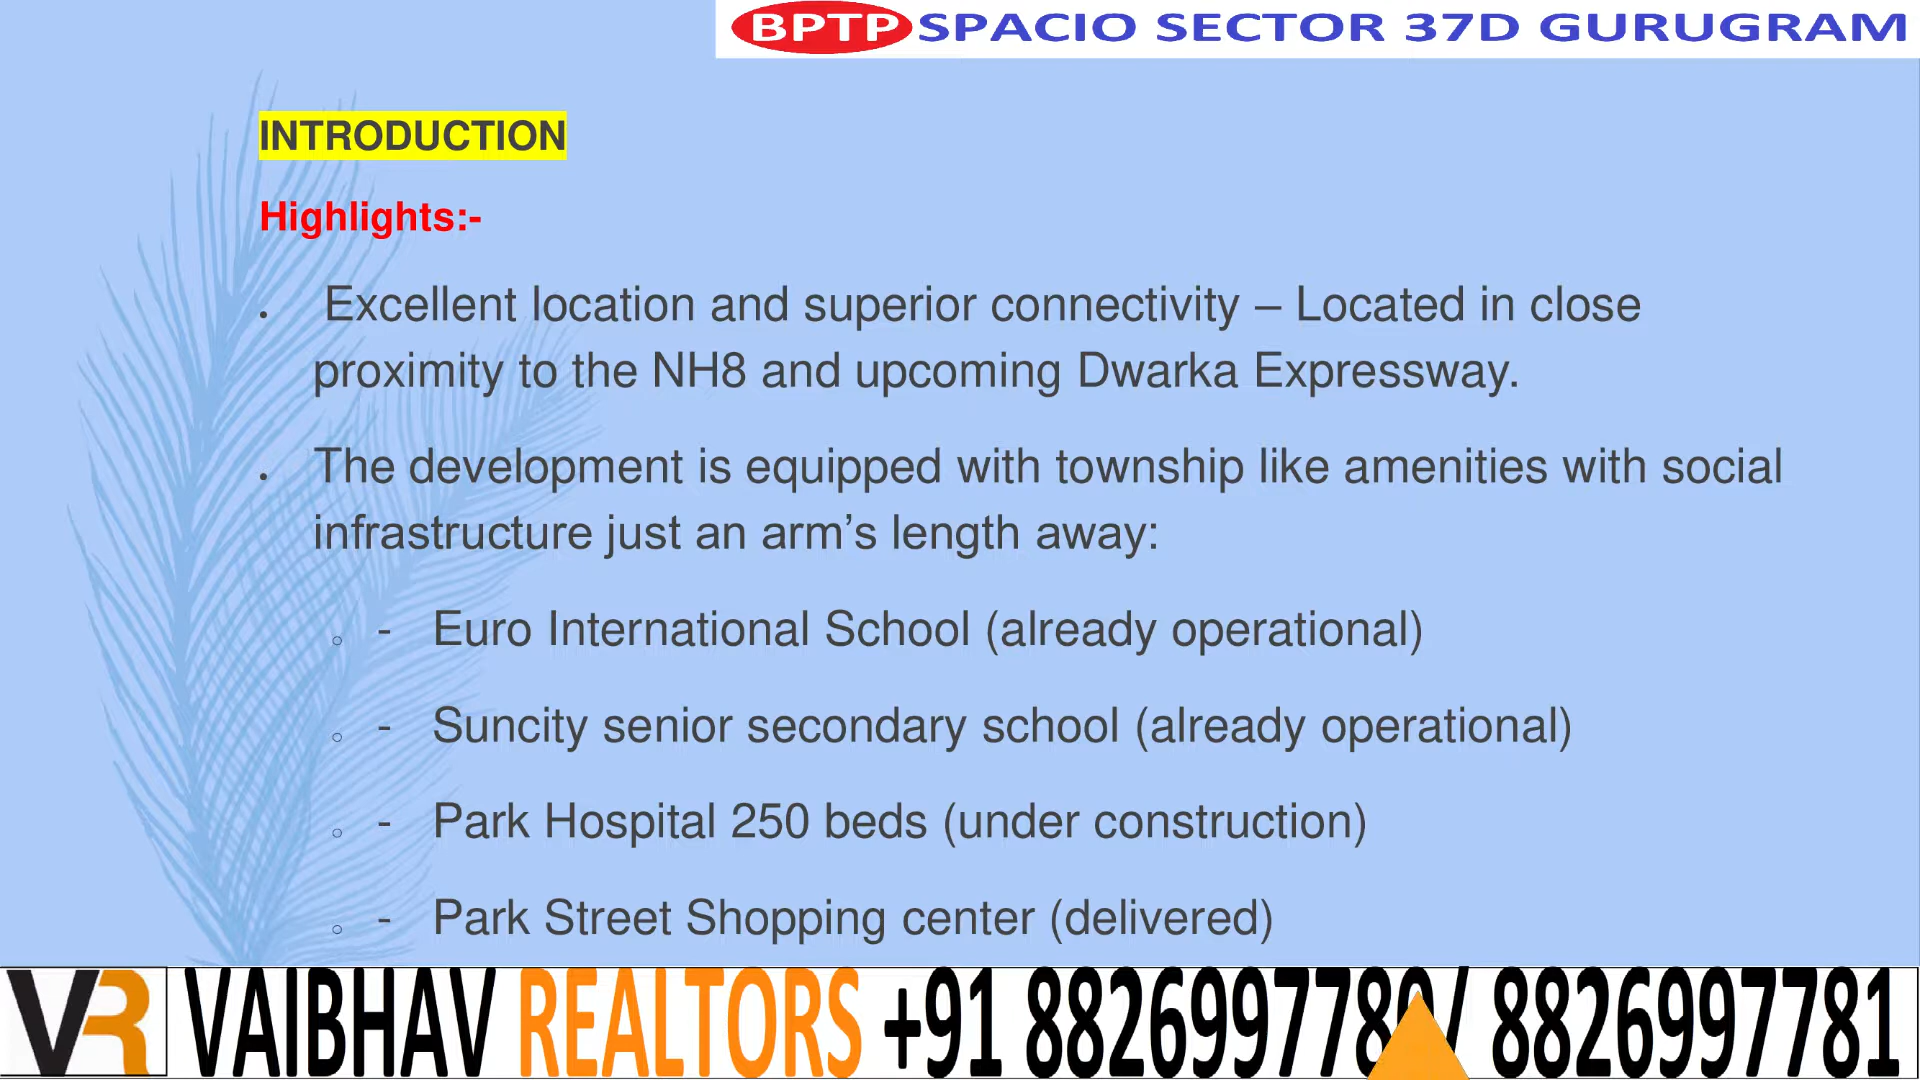 BPTP SPACIO SECTOR 37D GURUGRAM
INTRODUCTION
Highlights:-
• Excellent location and superior connectivity – Located in close
proximity to the NH8 and upcoming Dwarka Expressway.
• The development is equipped with township like amenities with social
infrastructure just an arm’s length away:
○ - Euro International School (already operational)
○ - Suncity senior secondary school (already operational)
○ - Park Hospital 250 beds (under construction)
○ - Park Street Shopping center (delivered)
VR VAIBHAV REALTORS +91 8826997780/ 8826997781